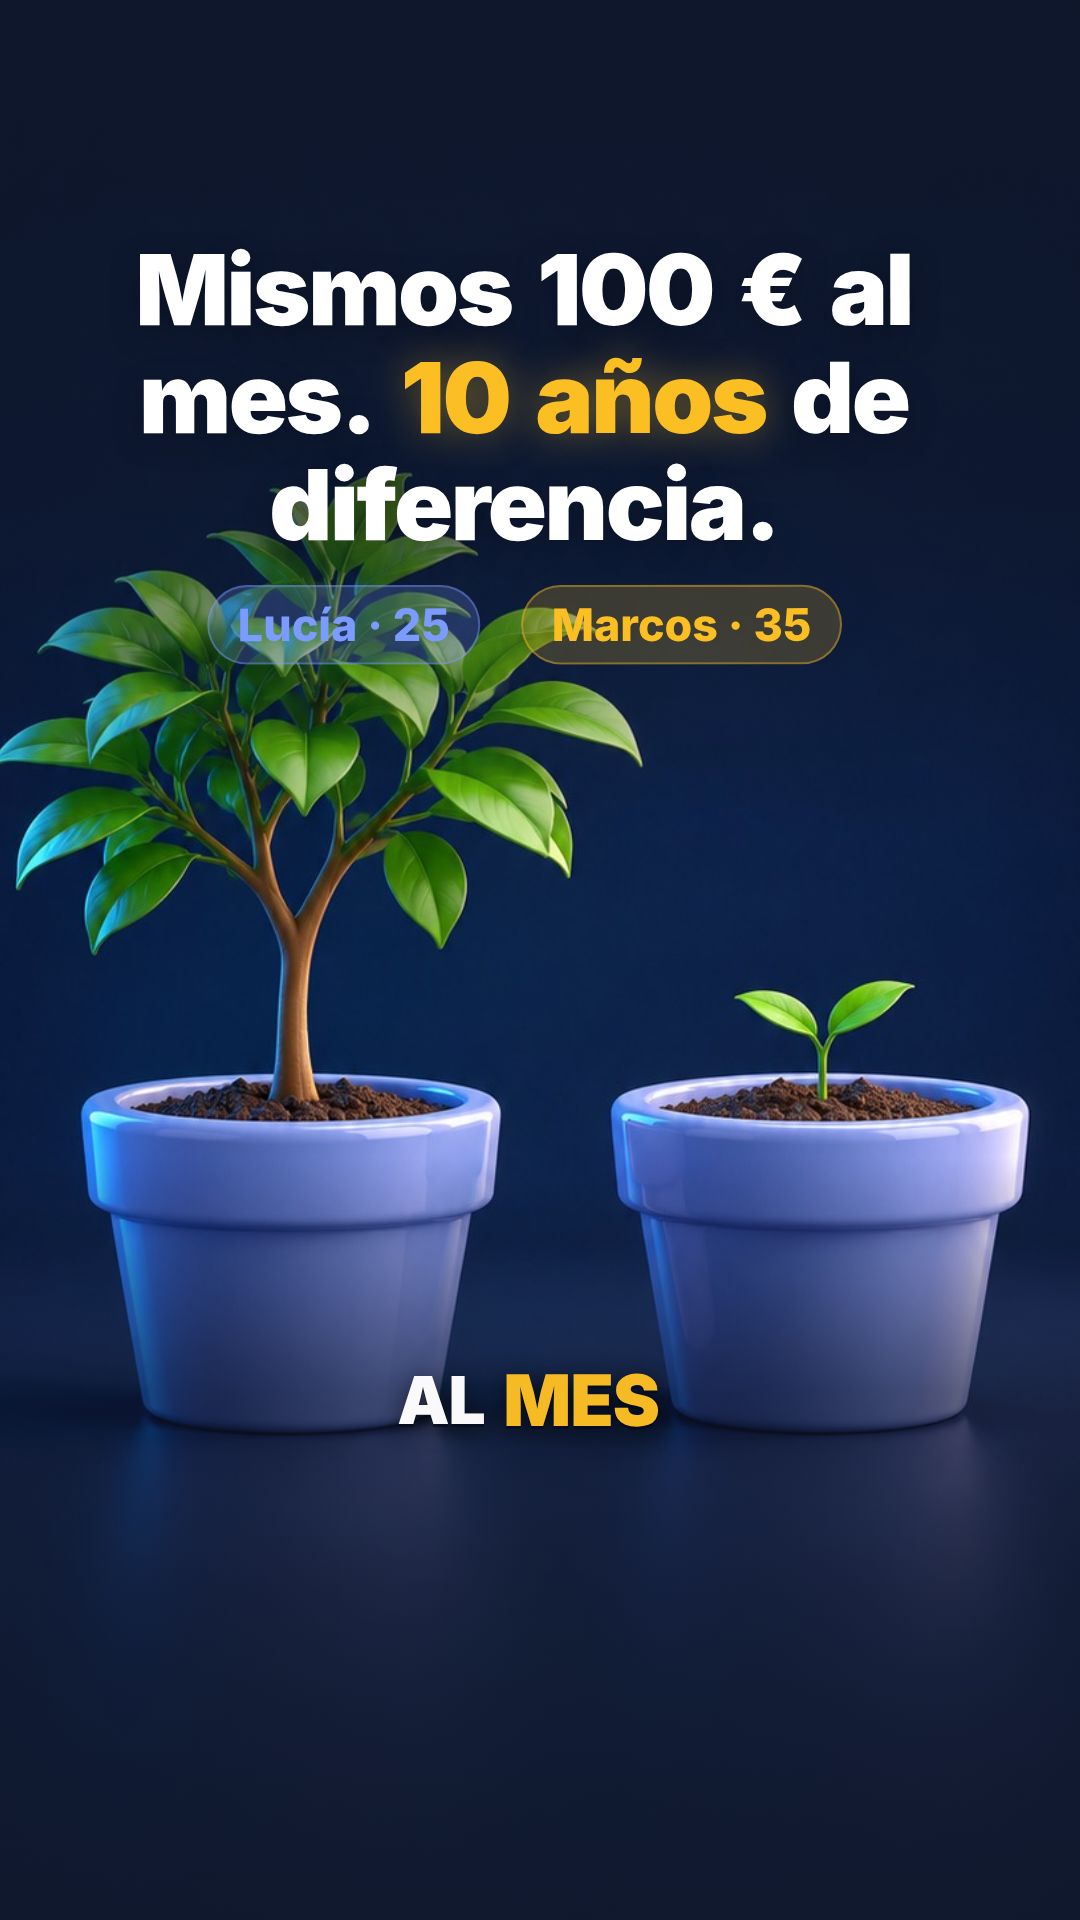 Mismos 100 € al
mes. 10 años de
diferencia.
Lucía · 25
Marcos · 35
AL MES